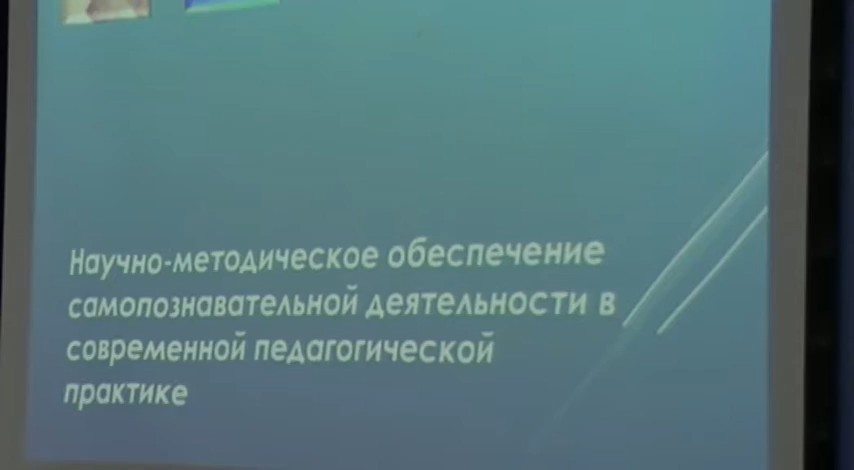 Научно-методическое обеспечение
самопознавательной деятельности в
современной педагогической
практике